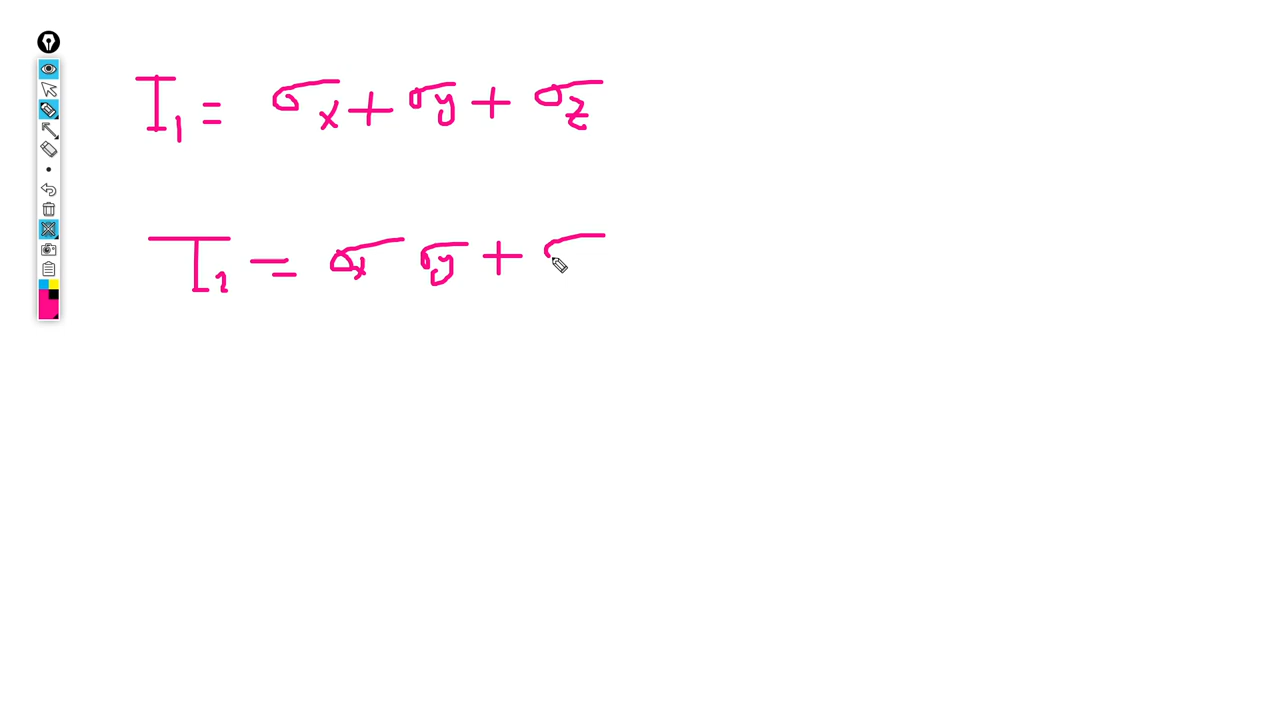 I₁ = σx + σy + σz
I₂ = σx σy + σ